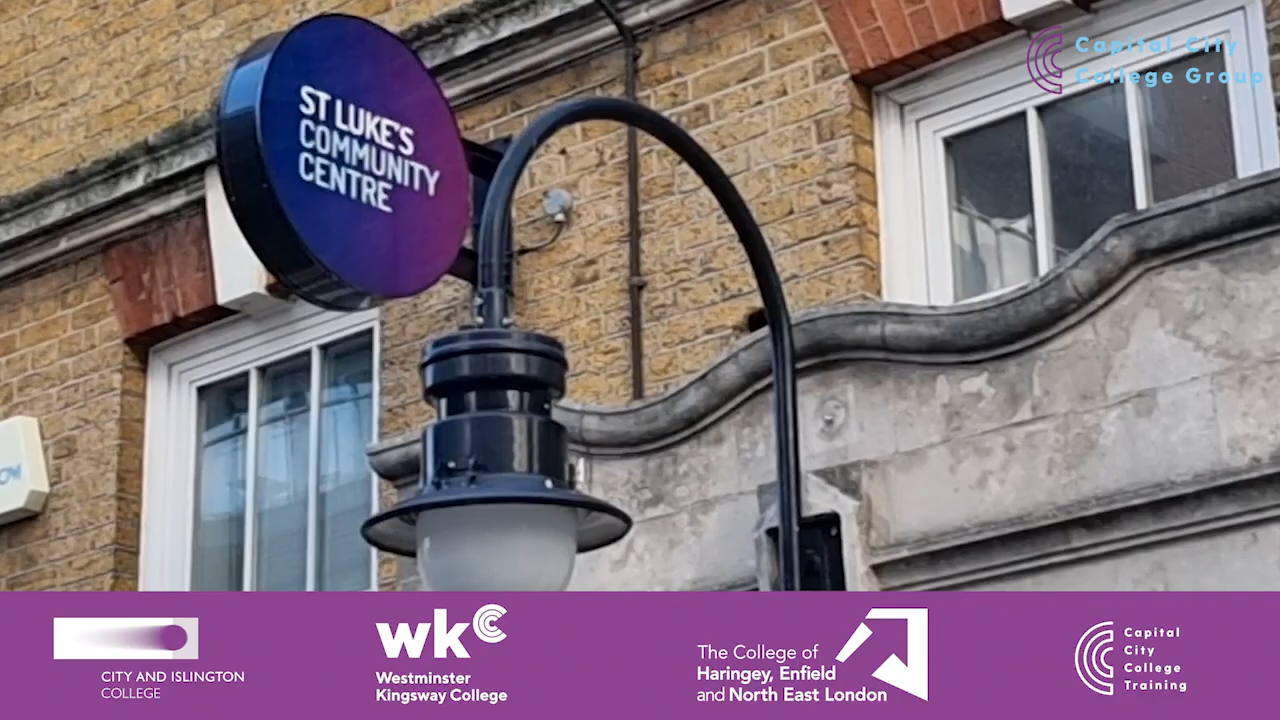 ST LUKE'S
COMMUNITY
CENTRE
Capital City
College Group
CITY AND ISLINGTON
COLLEGE
wkc
Westminster
Kingsway College
The College of
Haringey, Enfield
and North East London
Capital
City
College
Training